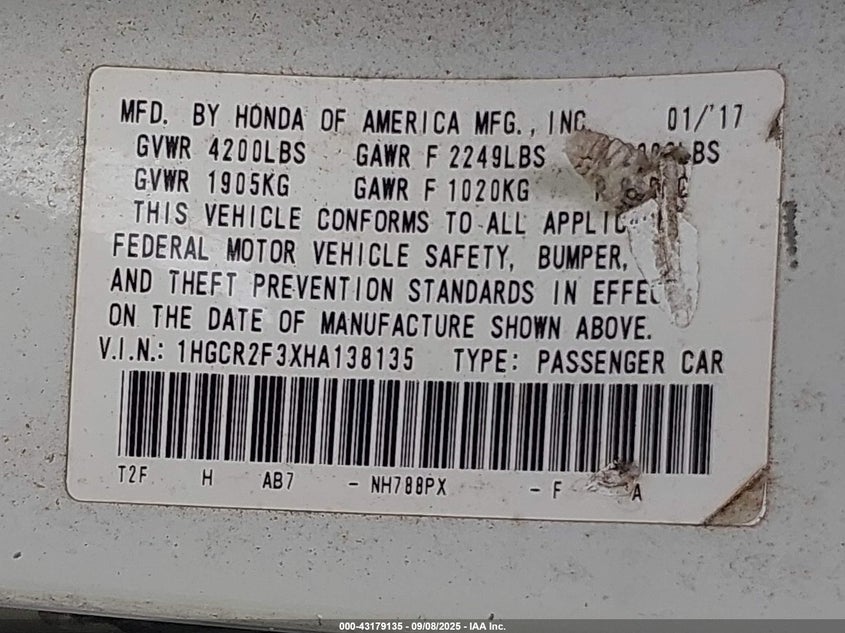 MFD. BY HONDA OF AMERICA MFG., INC. 01/'17
GVWR 4200LBS GAWR F 2249LBS LBS
GVWR 1905KG GAWR F 1020KG
THIS VEHICLE CONFORMS TO ALL
FEDERAL MOTOR VEHICLE SAFETY, BUMPER,
AND THEFT PREVENTION STANDARDS IN
ON THE DATE OF MANUFACTURE SHOWN ABOVE.
V.I.N.: 1HGCR2F3XHA138135 TYPE: PASSENGER CAR
T2F H AB7 - NH788PX - F A
000-43179135 - 09/08/2025 - IAA Inc.